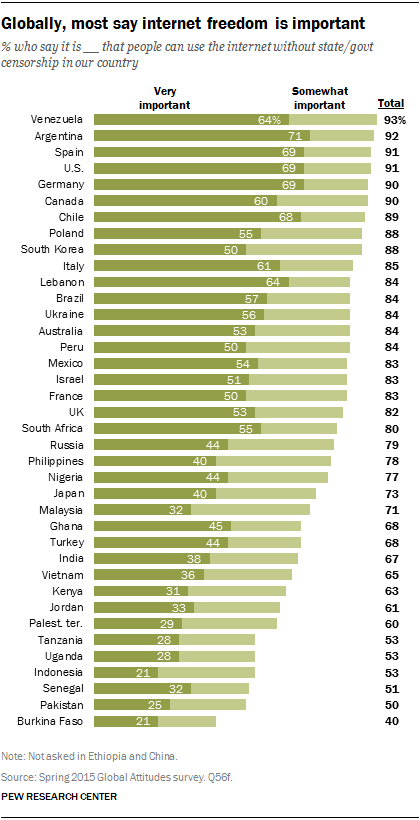 Globally, most say internet freedom is important
% who say it is __ that people can use the internet without state/govt
censorship in our country
Very important Somewhat important Total
Venezuela 64% 93%
Argentina 71 92
Spain 69 91
U.S. 69 91
Germany 69 90
Canada 60 90
Chile 68 89
Poland 55 88
South Korea 50 88
Italy 61 85
Lebanon 64 84
Brazil 57 84
Ukraine 56 84
Australia 53 84
Peru 50 84
Mexico 54 83
Israel 51 83
France 50 83
UK 53 82
South Africa 55 80
Russia 44 79
Philippines 40 78
Nigeria 44 77
Japan 40 73
Malaysia 32 71
Ghana 45 68
Turkey 44 68
India 38 67
Vietnam 36 65
Kenya 31 63
Jordan 33 61
Palest. ter. 29 60
Tanzania 28 53
Uganda 28 53
Indonesia 21 53
Senegal 32 51
Pakistan 25 50
Burkina Faso 21 40
Note: Not asked in Ethiopia and China.
Source: Spring 2015 Global Attitudes survey. Q56f.
PEW RESEARCH CENTER